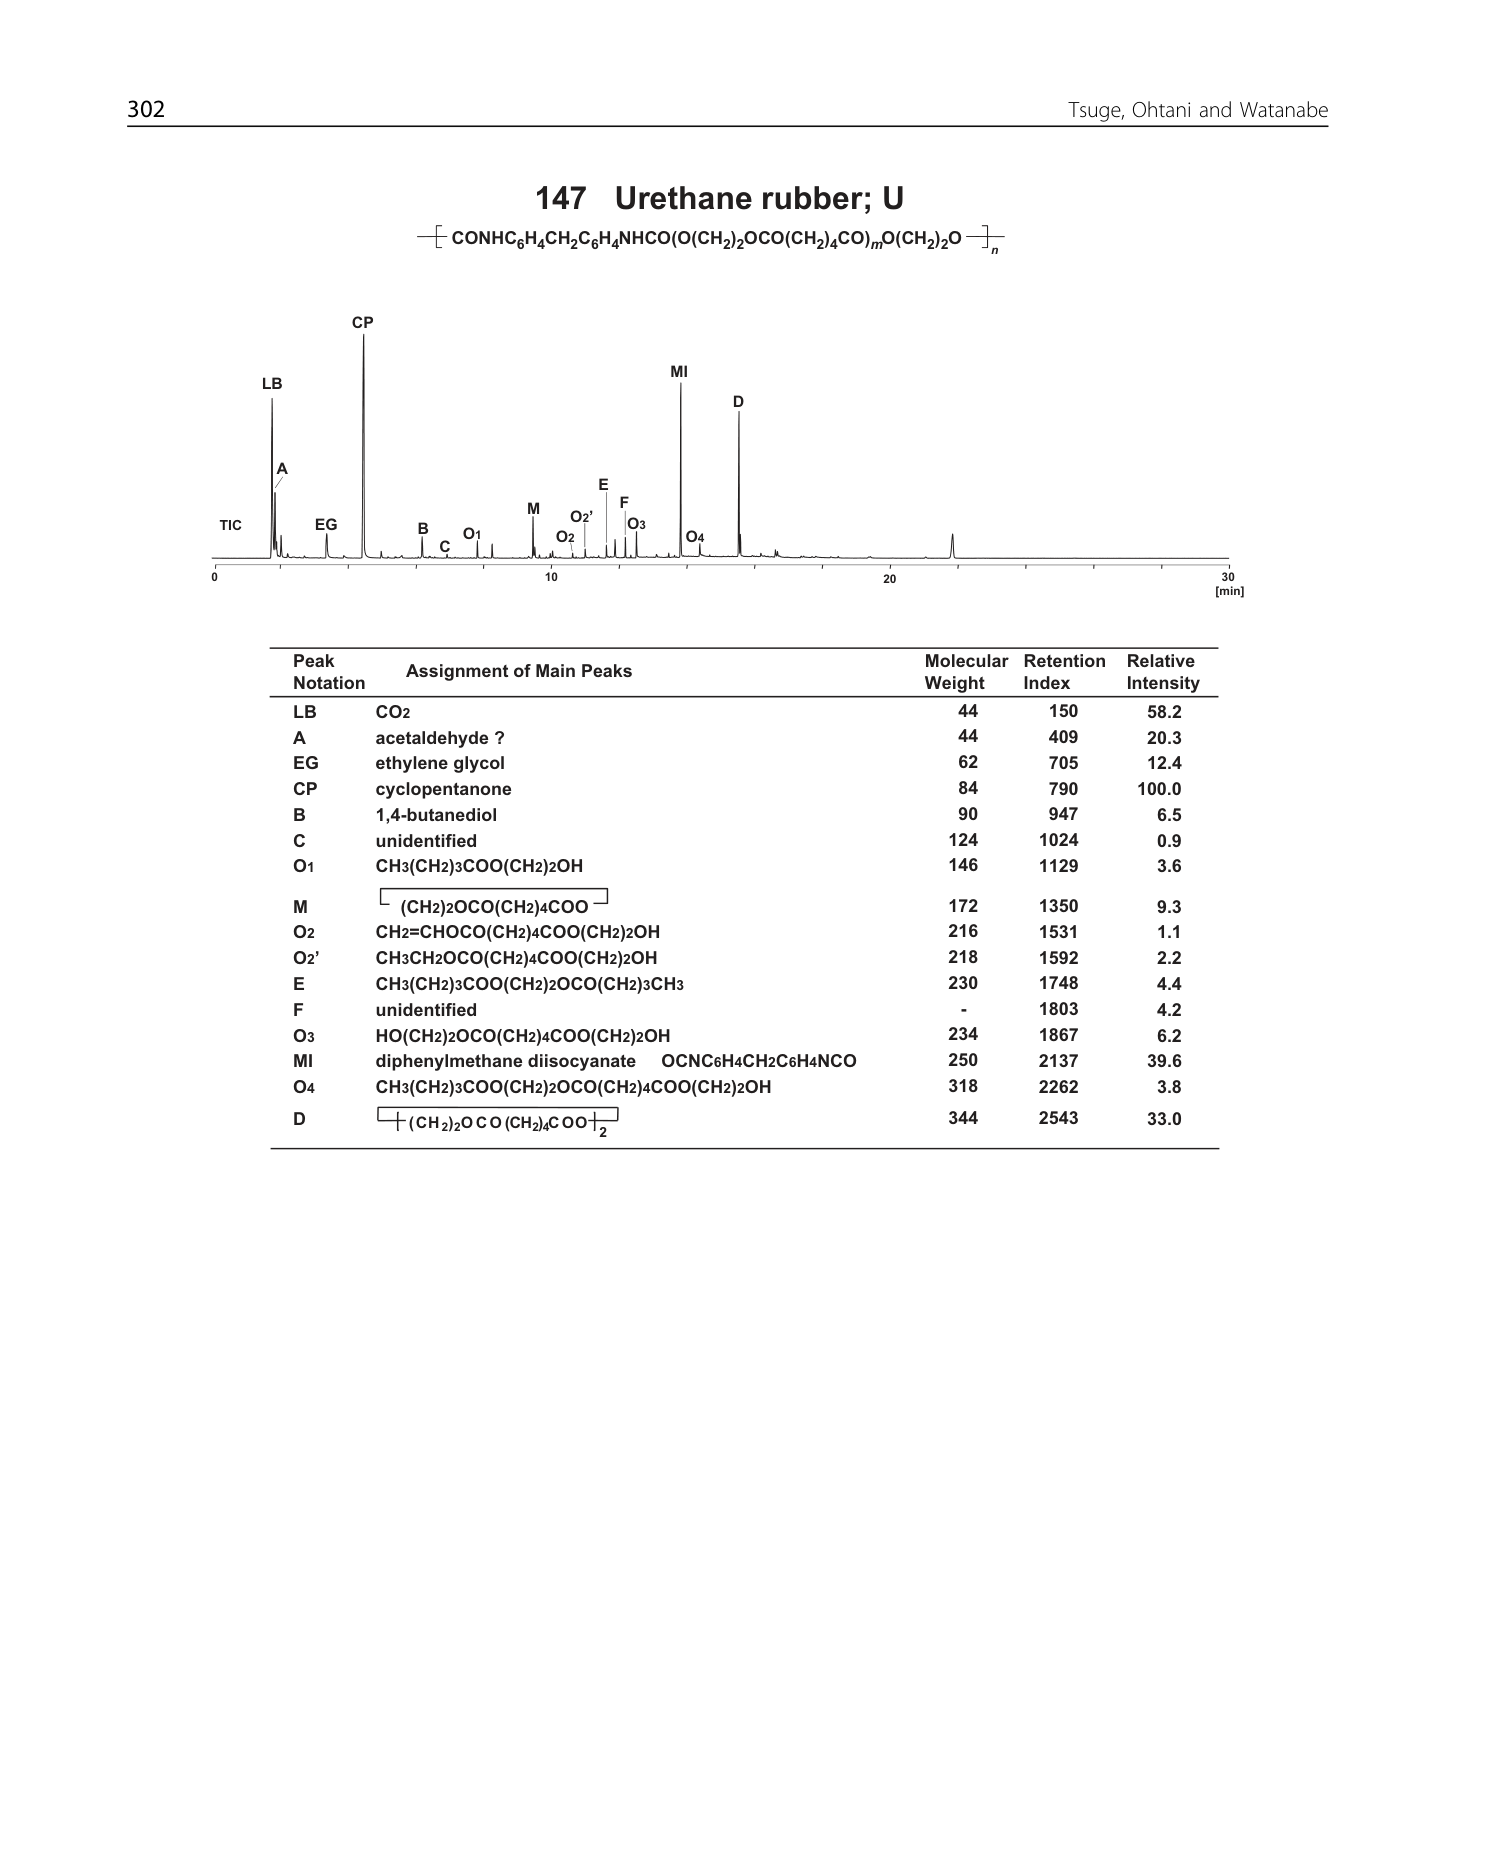 302 Tsuge, Ohtani and Watanabe
147 Urethane rubber; U
[ CONHC6H4CH2C6H4NHCO(O(CH2)2OCO(CH2)4CO)mO(CH2)2O ]n
CP
MI
LB
D
A
E
F
M
O2’
TIC EG B O1 O3
C O2 O4
0 10 20 30
[min]
Peak Notation Assignment of Main Peaks Molecular Weight Retention Index Relative Intensity
LB CO2 44 150 58.2
A acetaldehyde ? 44 409 20.3
EG ethylene glycol 62 705 12.4
CP cyclopentanone 84 790 100.0
B 1,4-butanediol 90 947 6.5
C unidentified 124 1024 0.9
O1 CH3(CH2)3COO(CH2)2OH 146 1129 3.6
M (CH2)2OCO(CH2)4COO 172 1350 9.3
O2 CH2=CHOCO(CH2)4COO(CH2)2OH 216 1531 1.1
O2’ CH3CH2OCO(CH2)4COO(CH2)2OH 218 1592 2.2
E CH3(CH2)3COO(CH2)2OCO(CH2)3CH3 230 1748 4.4
F unidentified - 1803 4.2
O3 HO(CH2)2OCO(CH2)4COO(CH2)2OH 234 1867 6.2
MI diphenylmethane diisocyanate OCNC6H4CH2C6H4NCO 250 2137 39.6
O4 CH3(CH2)3COO(CH2)2OCO(CH2)4COO(CH2)2OH 318 2262 3.8
D (CH2)2OCO(CH2)4COO 2 344 2543 33.0